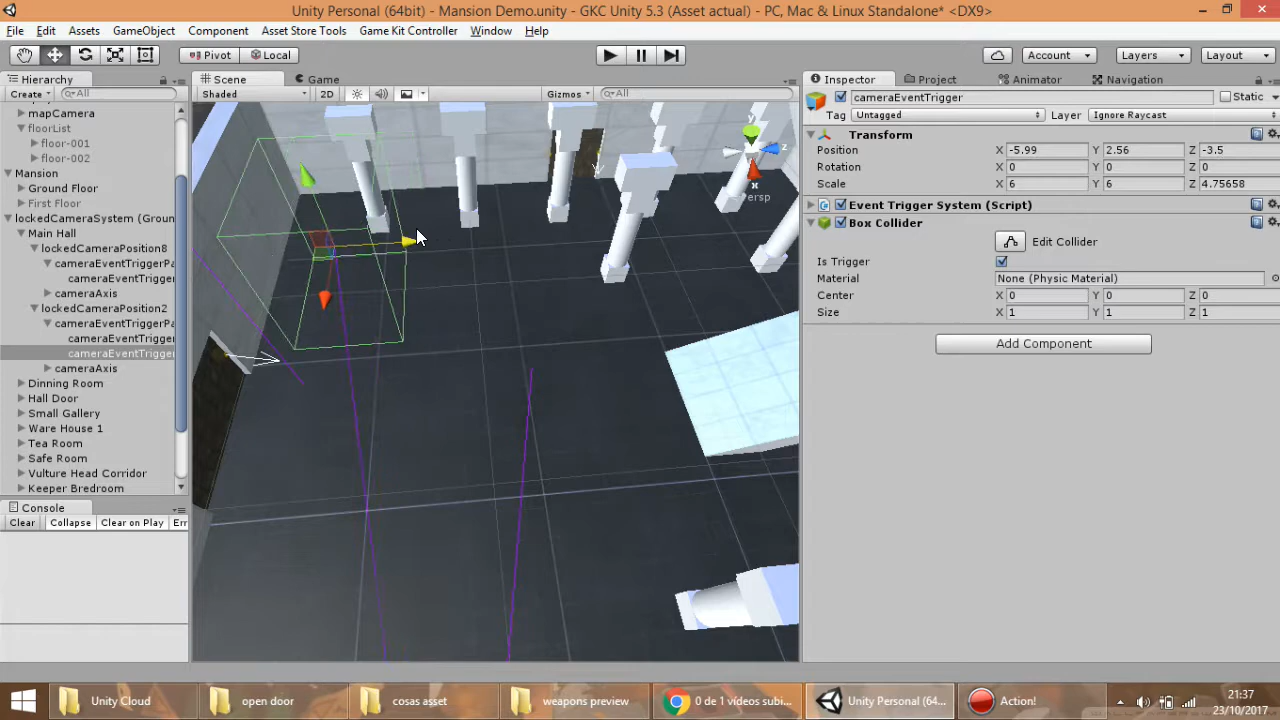 Unity Personal (64bit) - Mansion Demo.unity - GKC Unity 5.3 (Asset actual) - PC, Mac & Linux Standalone* <DX9>
File Edit Assets GameObject Component Asset Store Tools Game Kit Controller Window Help
Pivot Local Account Layers Layout
Hierarchy Scene Game Inspector Project Animator Navigation
Create All Shaded 2D Gizmos All cameraEventTrigger Static
Tag Untagged Layer Ignore Raycast
mapCamera
floorList
floor-001
floor-002
Mansion
Ground Floor
First Floor
lockedCameraSystem (Groun
Main Hall
lockedCameraPosition8
cameraEventTriggerPa
cameraEventTrigger
cameraAxis
lockedCameraPosition2
cameraEventTriggerPa
cameraEventTrigger
cameraEventTrigger
cameraAxis
Dinning Room
Hall Door
Small Gallery
Ware House 1
Tea Room
Safe Room
Vulture Head Corridor
Keeper Bredroom
Console
Clear Collapse Clear on Play Err
y
z
x
Persp
Transform
Position X -5.99 Y 2.56 Z -3.5
Rotation X 0 Y 0 Z 0
Scale X 6 Y 6 Z 4.75658
Event Trigger System (Script)
Box Collider
Edit Collider
Is Trigger
Material None (Physic Material)
Center X 0 Y 0 Z 0
Size X 1 Y 1 Z 1
Add Component
Unity Cloud open door cosas asset weapons preview 0 de 1 vídeos subi... Unity Personal (64... Action!
21:37
23/10/2017